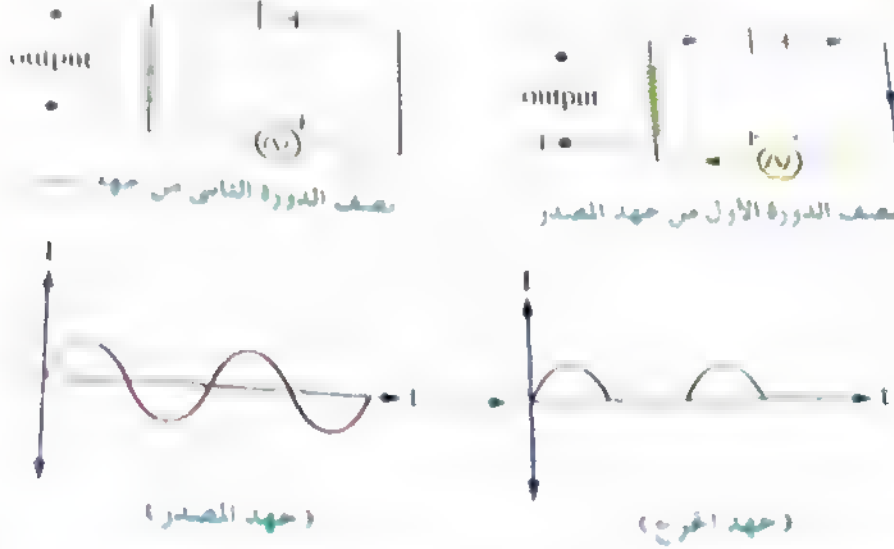 output
output
نصف الدورة الأول من جهد المصدر
نصف الدورة الثاني من جهد
I
I
t
t
(جهد الخرج)
(جهد المصدر)